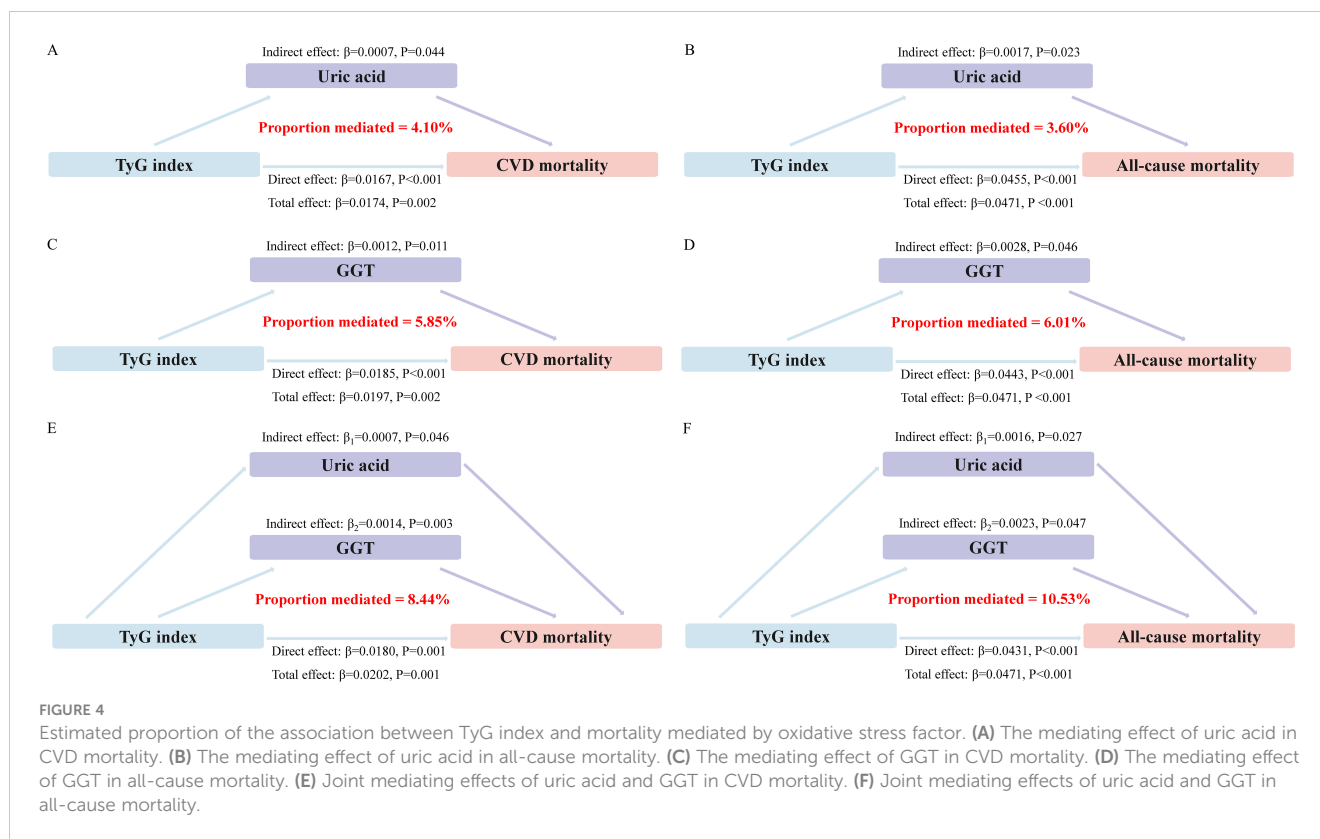 A
Indirect effect: β=0.0007, P=0.044
Uric acid
Proportion mediated = 4.10%
TyG index
CVD mortality
Direct effect: β=0.0167, P<0.001
Total effect: β=0.0174, P=0.002
B
Indirect effect: β=0.0017, P=0.023
Uric acid
Proportion mediated = 3.60%
TyG index
All-cause mortality
Direct effect: β=0.0455, P<0.001
Total effect: β=0.0471, P <0.001
C
Indirect effect: β=0.0012, P=0.011
GGT
Proportion mediated = 5.85%
TyG index
CVD mortality
Direct effect: β=0.0185, P<0.001
Total effect: β=0.0197, P=0.002
D
Indirect effect: β=0.0028, P=0.046
GGT
Proportion mediated = 6.01%
TyG index
All-cause mortality
Direct effect: β=0.0443, P<0.001
Total effect: β=0.0471, P <0.001
E
Indirect effect: β₁=0.0007, P=0.046
Uric acid
Indirect effect: β₂=0.0014, P=0.003
GGT
Proportion mediated = 8.44%
TyG index
CVD mortality
Direct effect: β=0.0180, P=0.001
Total effect: β=0.0202, P=0.001
F
Indirect effect: β₁=0.0016, P=0.027
Uric acid
Indirect effect: β₂=0.0023, P=0.047
GGT
Proportion mediated = 10.53%
TyG index
All-cause mortality
Direct effect: β=0.0431, P<0.001
Total effect: β=0.0471, P<0.001
FIGURE 4
Estimated proportion of the association between TyG index and mortality mediated by oxidative stress factor. (A) The mediating effect of uric acid in
CVD mortality. (B) The mediating effect of uric acid in all-cause mortality. (C) The mediating effect of GGT in CVD mortality. (D) The mediating effect
of GGT in all-cause mortality. (E) Joint mediating effects of uric acid and GGT in CVD mortality. (F) Joint mediating effects of uric acid and GGT in
all-cause mortality.